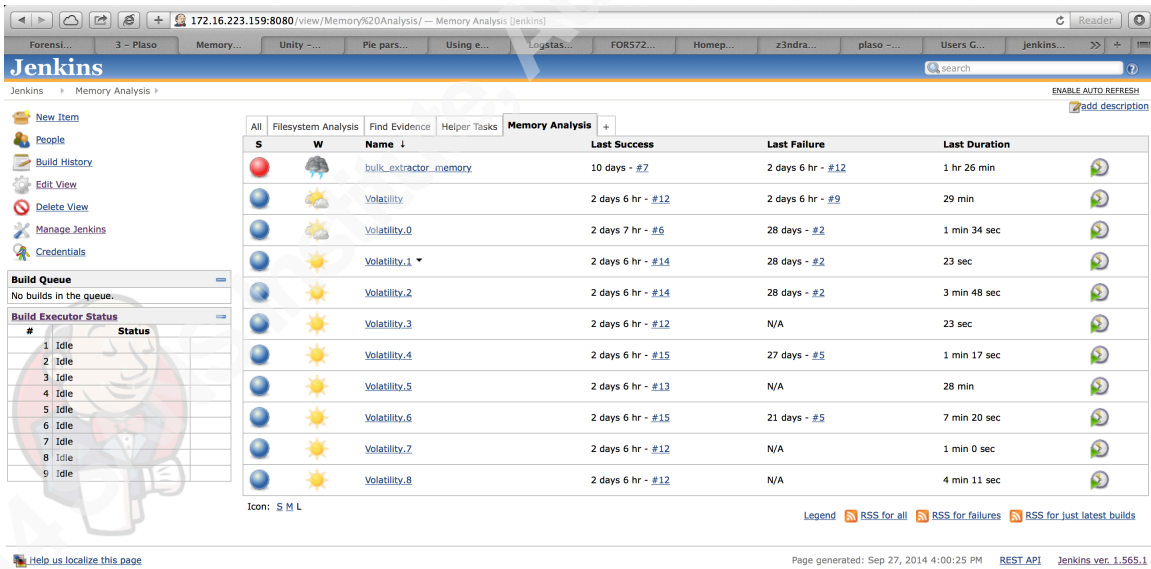 172.16.223.159:8080/view/Memory%20Analysis/ — Memory Analysis [Jenkins]
Reader
Forensi... 3 – Plaso Memory... Unity –... Pie pars... Using e... Logstas... FOR572... Homep... z3ndra... plaso –... Users G... jenkins...
Jenkins
search
Jenkins Memory Analysis
ENABLE AUTO REFRESH
add description
New Item
People
Build History
Edit View
Delete View
Manage Jenkins
Credentials
Build Queue
No builds in the queue.
Build Executor Status
# Status
1 Idle
2 Idle
3 Idle
4 Idle
5 Idle
6 Idle
7 Idle
8 Idle
9 Idle
All Filesystem Analysis Find Evidence Helper Tasks Memory Analysis +
S W Name ↓ Last Success Last Failure Last Duration
bulk_extractor_memory 10 days - #7 2 days 6 hr - #12 1 hr 26 min
Volatility 2 days 6 hr - #12 2 days 6 hr - #9 29 min
Volatility.0 2 days 7 hr - #6 28 days - #2 1 min 34 sec
Volatility.1 2 days 6 hr - #14 28 days - #2 23 sec
Volatility.2 2 days 6 hr - #14 28 days - #2 3 min 48 sec
Volatility.3 2 days 6 hr - #12 N/A 23 sec
Volatility.4 2 days 6 hr - #15 27 days - #5 1 min 17 sec
Volatility.5 2 days 6 hr - #13 N/A 28 min
Volatility.6 2 days 6 hr - #15 21 days - #5 7 min 20 sec
Volatility.7 2 days 6 hr - #12 N/A 1 min 0 sec
Volatility.8 2 days 6 hr - #12 N/A 4 min 11 sec
Icon: S M L
Legend RSS for all RSS for failures RSS for just latest builds
Help us localize this page
Page generated: Sep 27, 2014 4:00:25 PM REST API Jenkins ver. 1.565.1